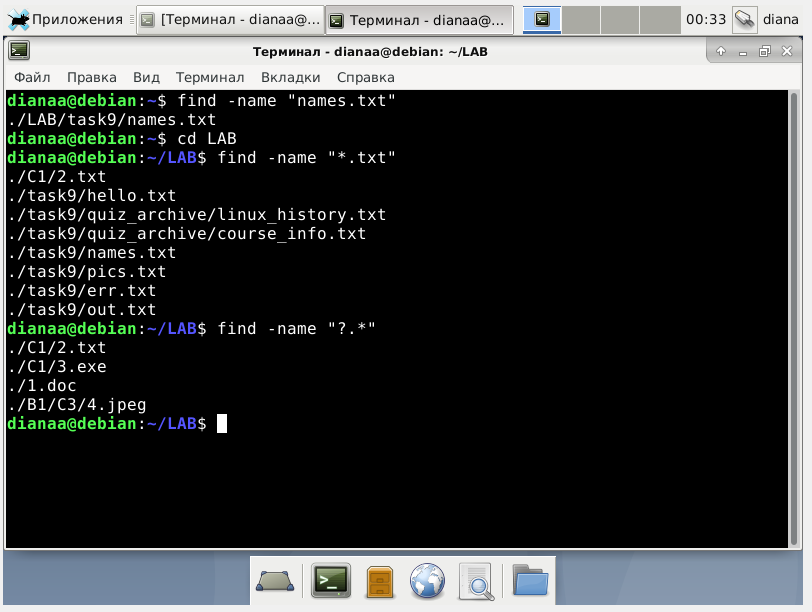 Приложения [Терминал - dianaa@... Терминал - dianaa@... 00:33 diana
Терминал - dianaa@debian: ~/LAB
Файл Правка Вид Терминал Вкладки Справка
dianaa@debian:~$ find -name "names.txt"
./LAB/task9/names.txt
dianaa@debian:~$ cd LAB
dianaa@debian:~/LAB$ find -name "*.txt"
./C1/2.txt
./task9/hello.txt
./task9/quiz_archive/linux_history.txt
./task9/quiz_archive/course_info.txt
./task9/names.txt
./task9/pics.txt
./task9/err.txt
./task9/out.txt
dianaa@debian:~/LAB$ find -name "?.*"
./C1/2.txt
./C1/3.exe
./1.doc
./B1/C3/4.jpeg
dianaa@debian:~/LAB$